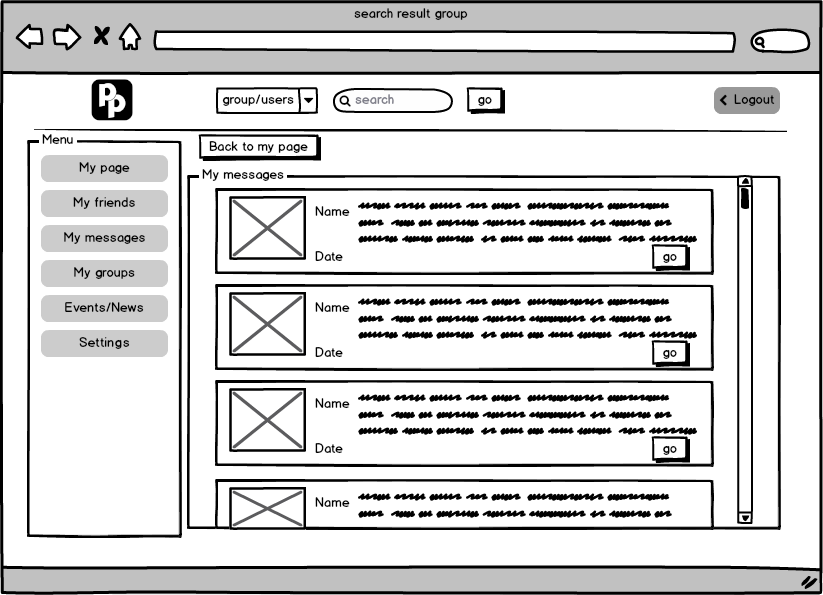 search result group
PP
group/users
search
go
Logout
Menu
My page
My friends
My messages
My groups
Events/News
Settings
Back to my page
My messages
Name
Date
go
Name
Date
go
Name
Date
go
Name